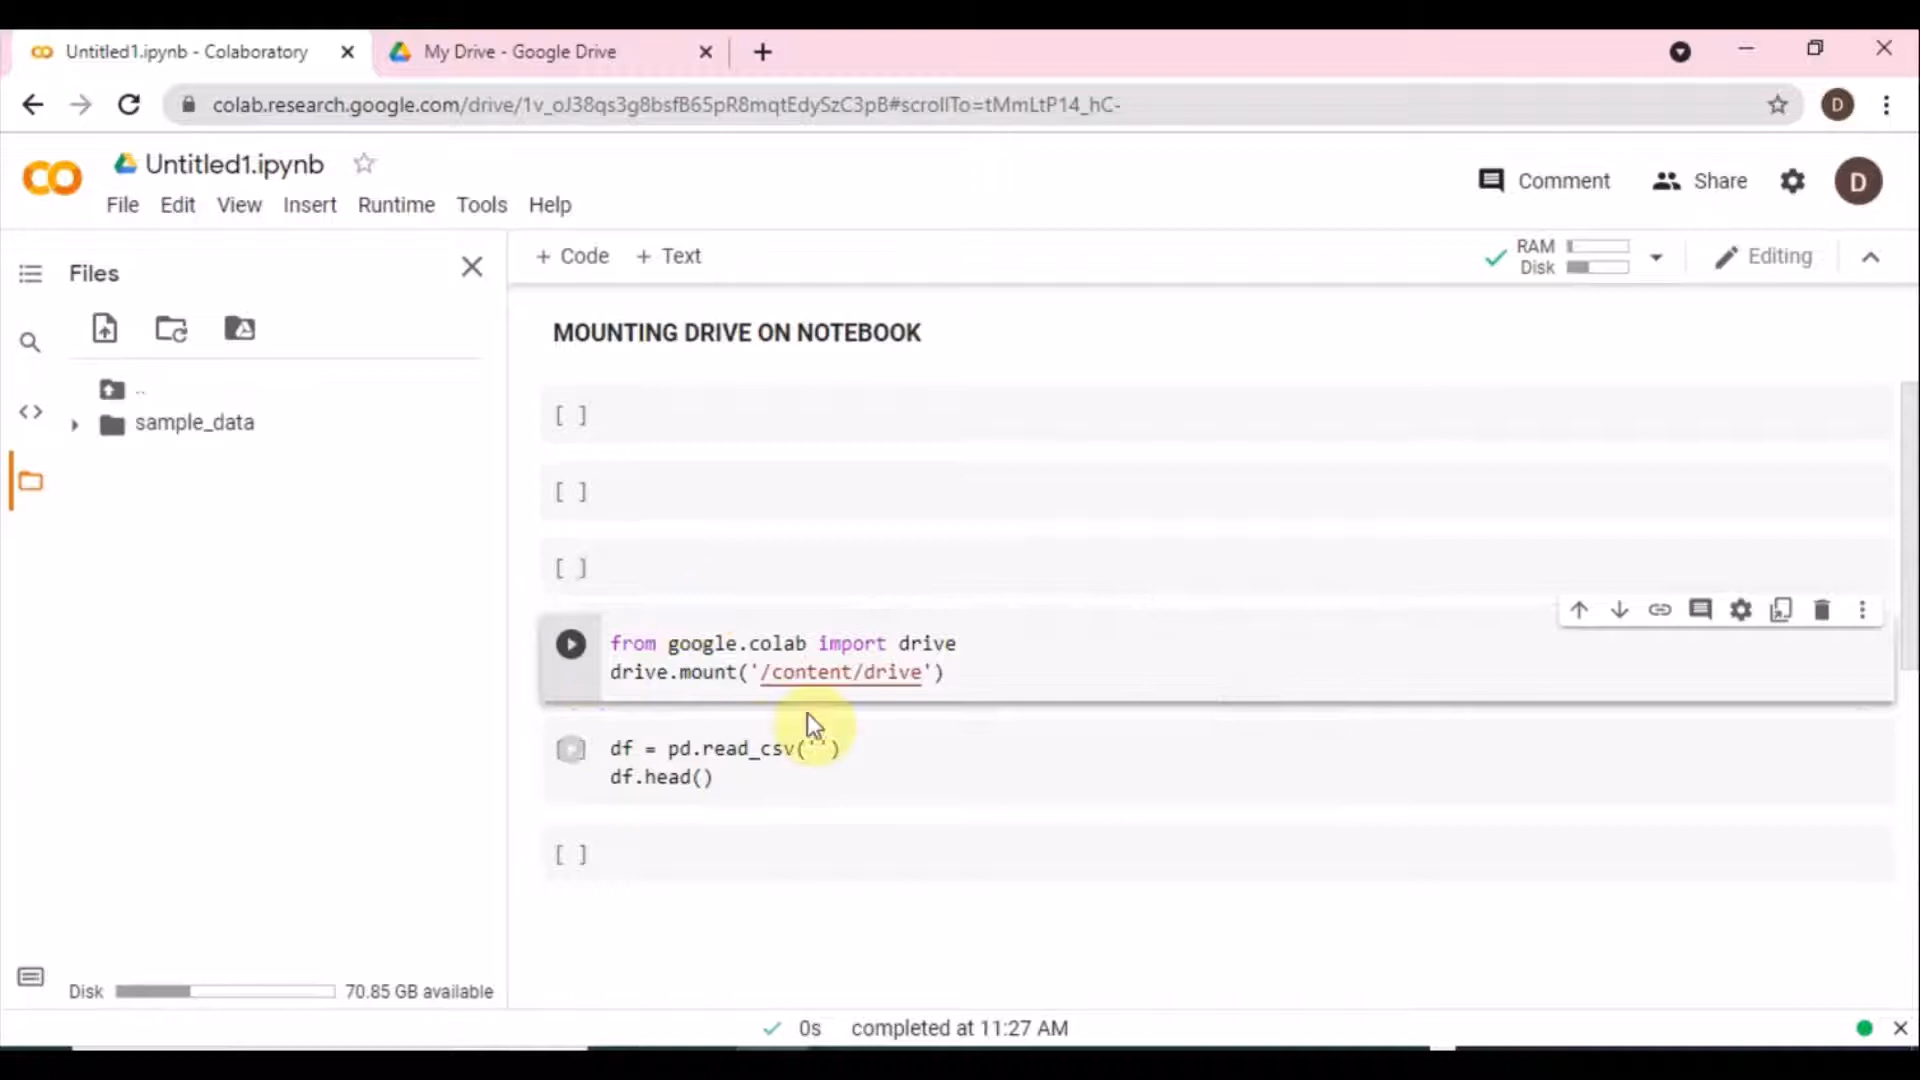 Untitled1.ipynb - Colaboratory
My Drive - Google Drive
colab.research.google.com/drive/1v_oJ38qs3g8bsfB65pR8mqtEdySzC3pB#scrollTo=tMmLtP14_hC-
D
Untitled1.ipynb
File Edit View Insert Runtime Tools Help
Comment
Share
D
Files
+ Code + Text
RAM
Disk
Editing
..
sample_data
MOUNTING DRIVE ON NOTEBOOK
[ ]
[ ]
[ ]
from google.colab import drive
drive.mount('/content/drive')
df = pd.read_csv('')
df.head()
[ ]
Disk
70.85 GB available
0s completed at 11:27 AM